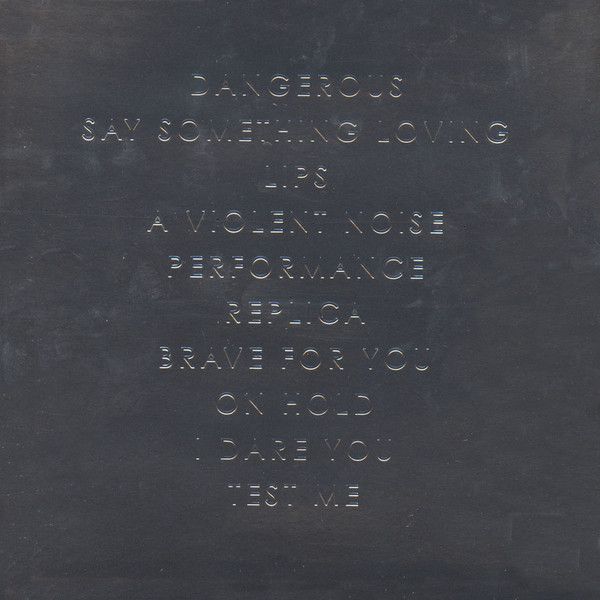 DANGEROUS
SAY SOMETHING LOVING
LIPS
A VIOLENT NOISE
PERFORMANCE
REPLICA
BRAVE FOR YOU
ON HOLD
I DARE YOU
TEST ME